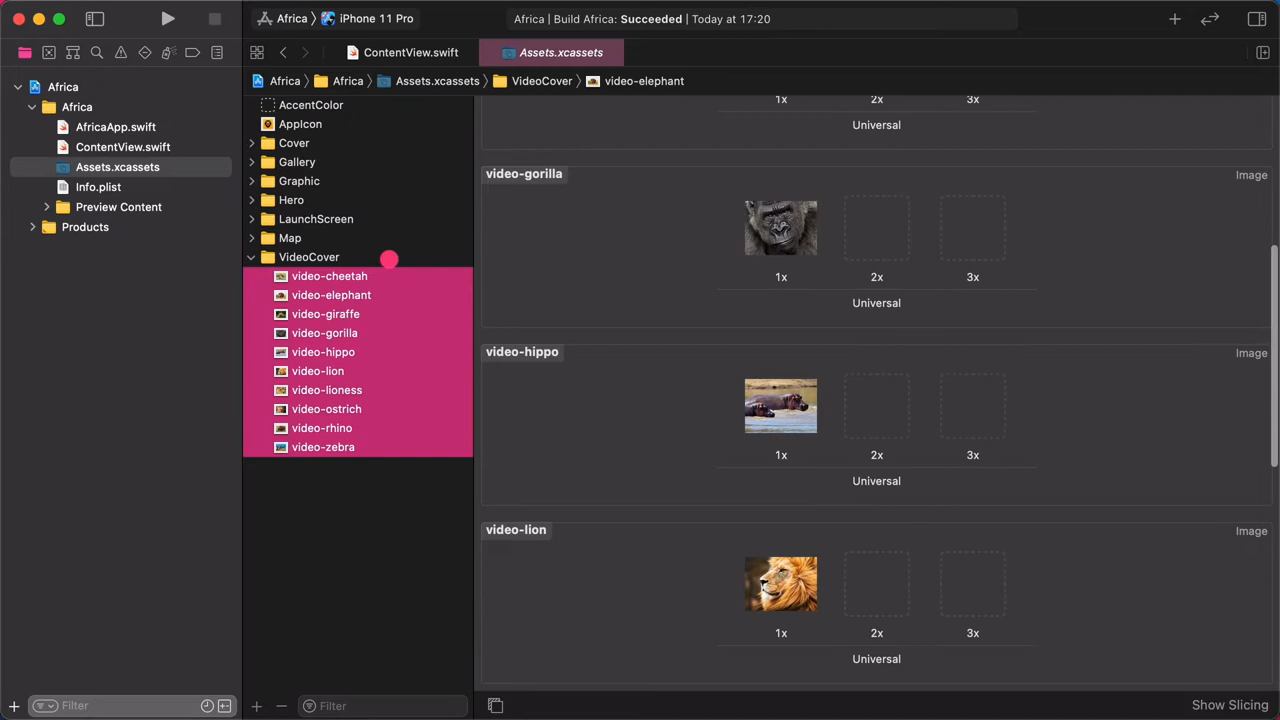 Africa
iPhone 11 Pro
Africa | Build Africa: Succeeded | Today at 17:20
ContentView.swift
Assets.xcassets
Africa
Africa
Assets.xcassets
VideoCover
video-elephant
Africa
Africa
AfricaApp.swift
ContentView.swift
Assets.xcassets
Info.plist
Preview Content
Products
Filter
AccentColor
AppIcon
Cover
Gallery
Graphic
Hero
LaunchScreen
Map
VideoCover
video-cheetah
video-elephant
video-giraffe
video-gorilla
video-hippo
video-lion
video-lioness
video-ostrich
video-rhino
video-zebra
Filter
1x 2x 3x
Universal
video-gorilla Image
1x 2x 3x
Universal
video-hippo Image
1x 2x 3x
Universal
video-lion Image
1x 2x 3x
Universal
Show Slicing